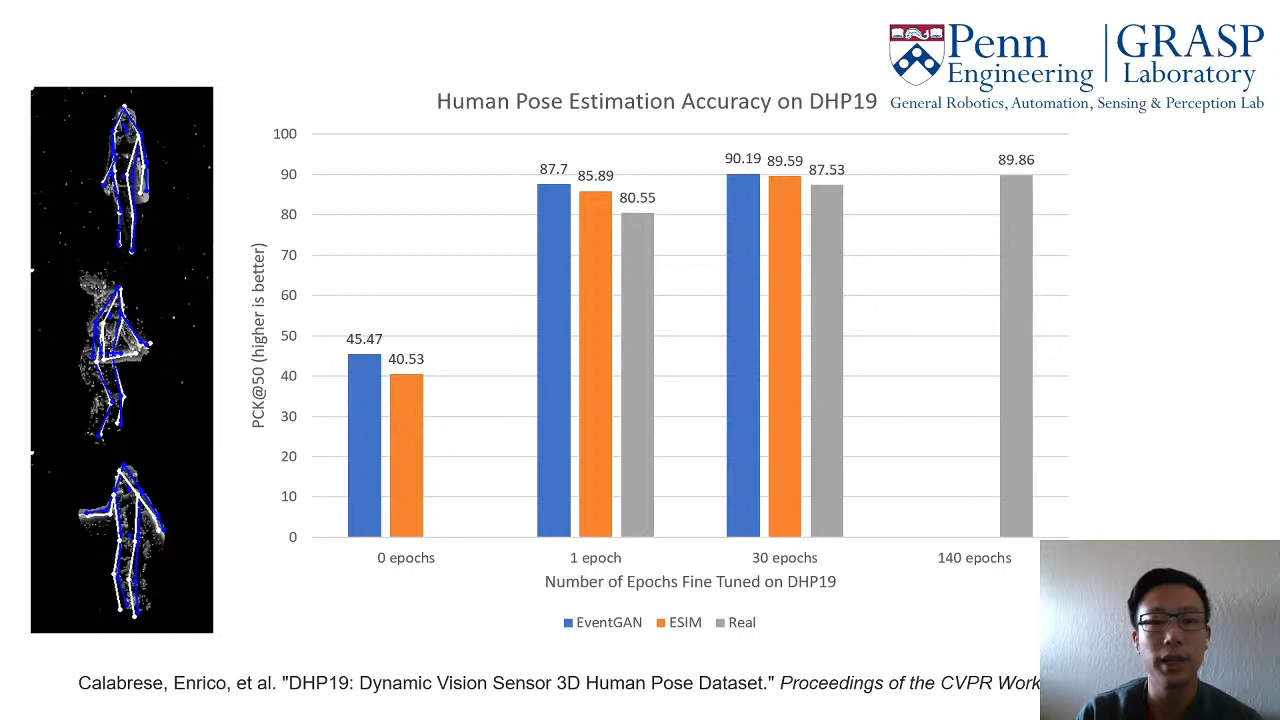 Penn Engineering
GRASP Laboratory
General Robotics, Automation, Sensing & Perception Lab
Human Pose Estimation Accuracy on DHP19
PCK@50 (higher is better)
100
90
80
70
60
50
40
30
20
10
0
45.47
40.53
87.7
85.89
80.55
90.19
89.59
87.53
89.86
0 epochs
1 epoch
30 epochs
140 epochs
Number of Epochs Fine Tuned on DHP19
EventGAN
ESIM
Real
Calabrese, Enrico, et al. "DHP19: Dynamic Vision Sensor 3D Human Pose Dataset." Proceedings of the CVPR Work